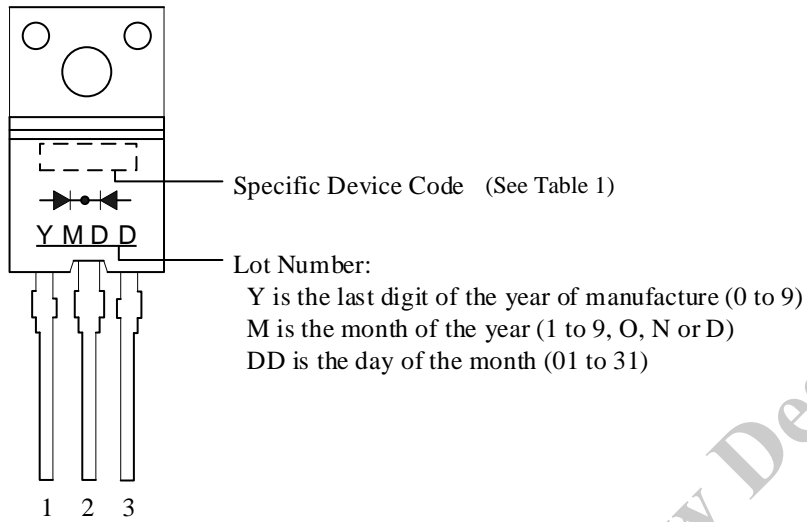 Specific Device Code (See Table 1)
Y M D D
Lot Number:
Y is the last digit of the year of manufacture (0 to 9)
M is the month of the year (1 to 9, O, N or D)
DD is the day of the month (01 to 31)
1 2 3